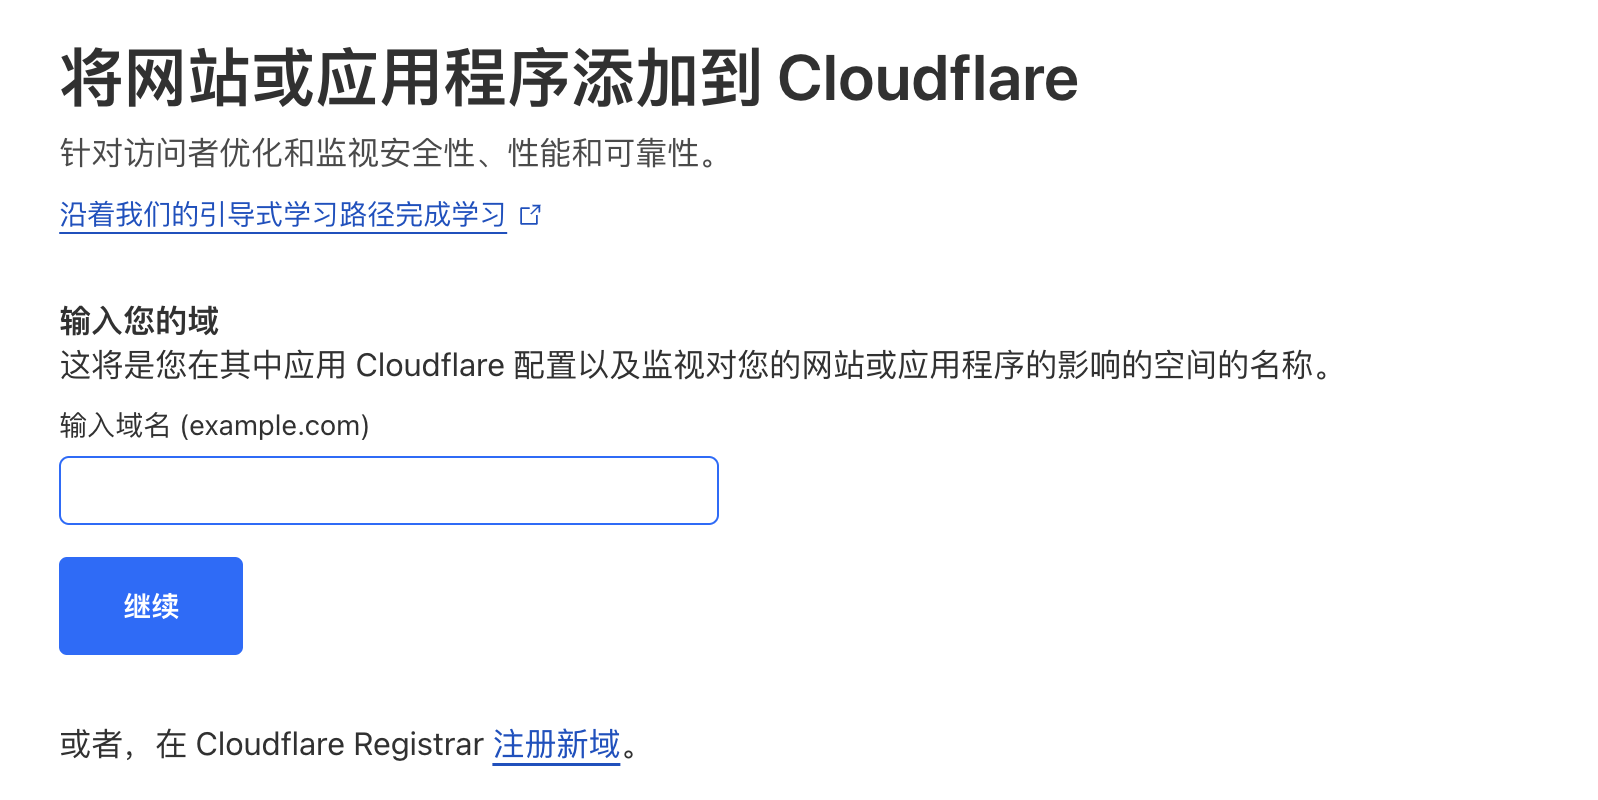 将网站或应用程序添加到 Cloudflare
针对访问者优化和监视安全性、性能和可靠性。
沿着我们的引导式学习路径完成学习
输入您的域
这将是您在其中应用 Cloudflare 配置以及监视对您的网站或应用程序的影响的空间的名称。
输入域名 (example.com)
继续
或者，在 Cloudflare Registrar 注册新域。